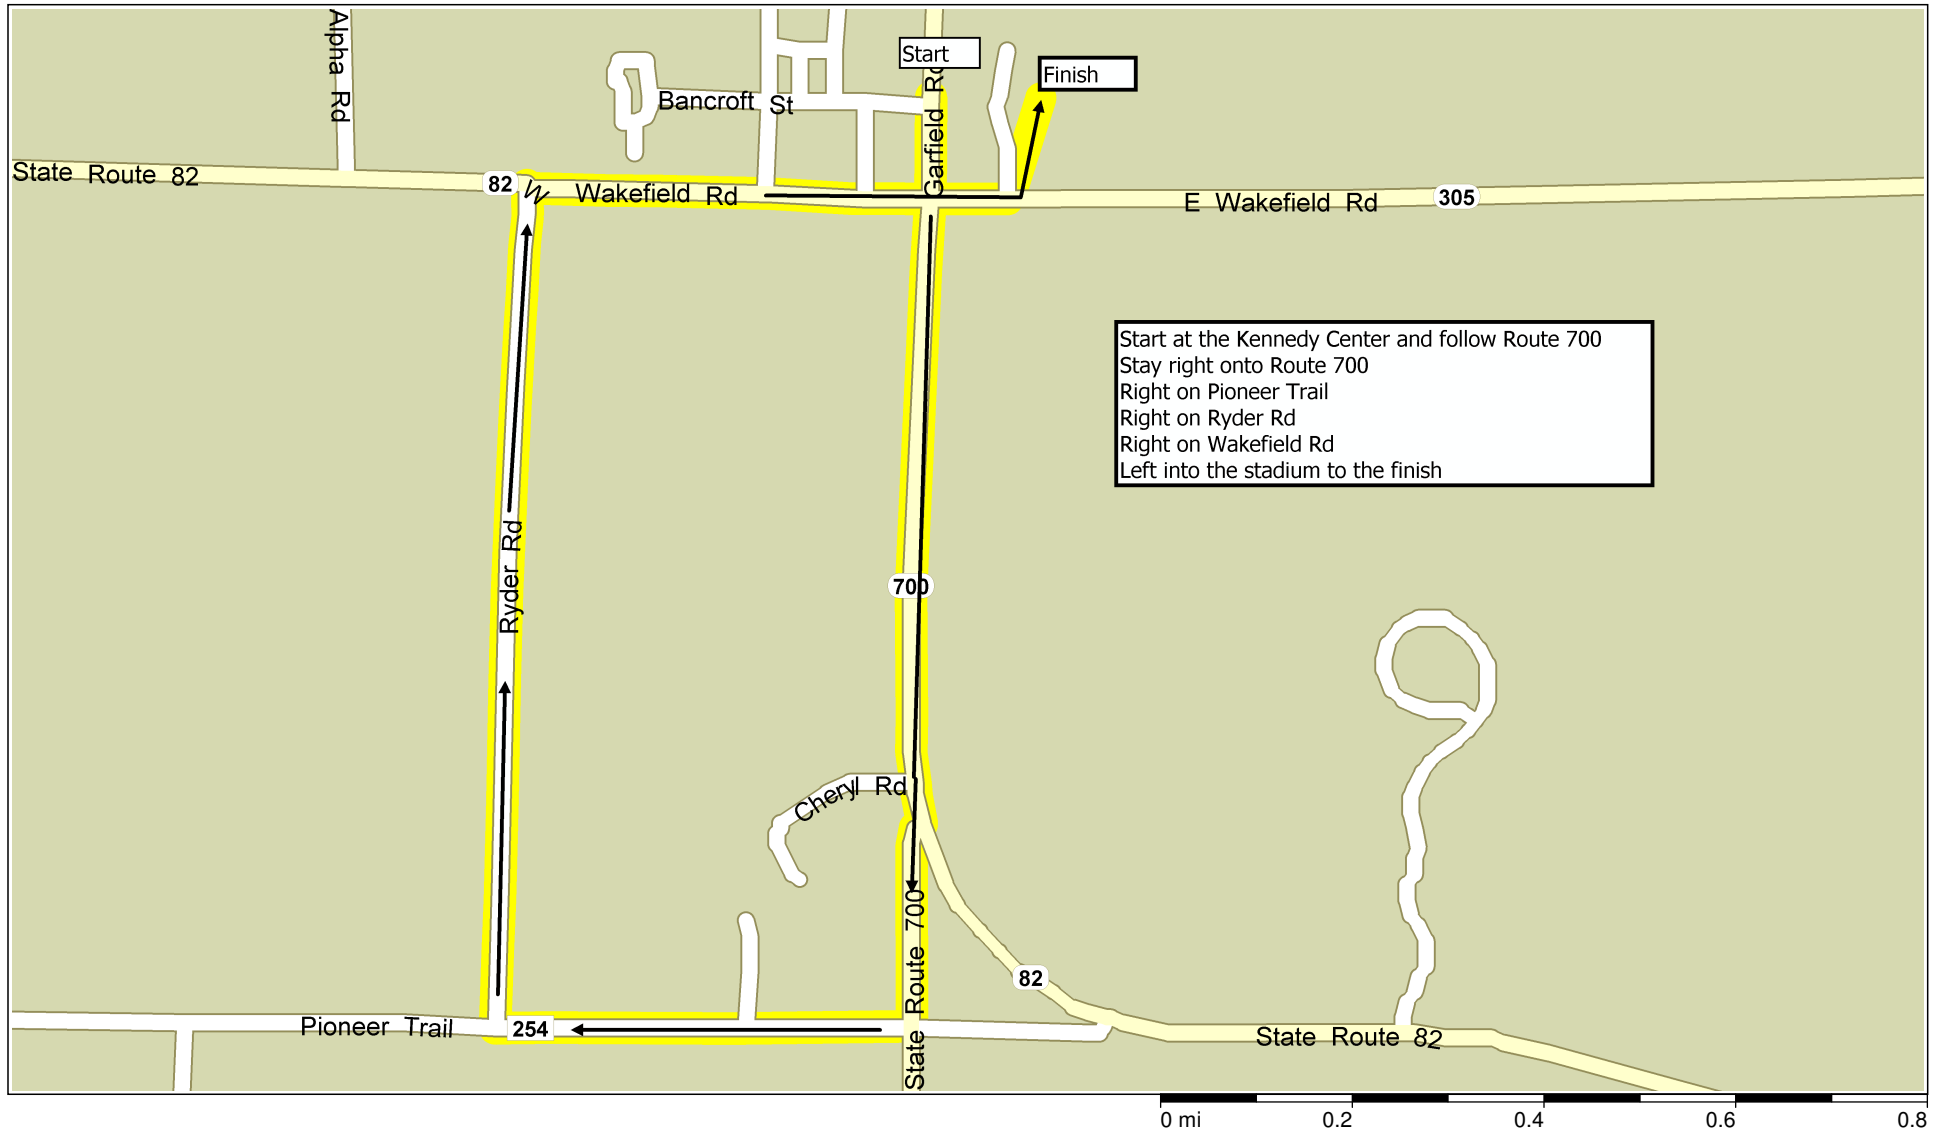 Alpha Rd
Start
Finish
Bancroft St
Garfield Rd
State Route 82
82
W Wakefield Rd
E Wakefield Rd
305
Start at the Kennedy Center and follow Route 700
Stay right onto Route 700
Right on Pioneer Trail
Right on Ryder Rd
Right on Wakefield Rd
Left into the stadium to the finish
Ryder Rd
700
Cheryl Rd
State Route 700
82
Pioneer Trail
254
State Route 82
0 mi 0.2 0.4 0.6 0.8